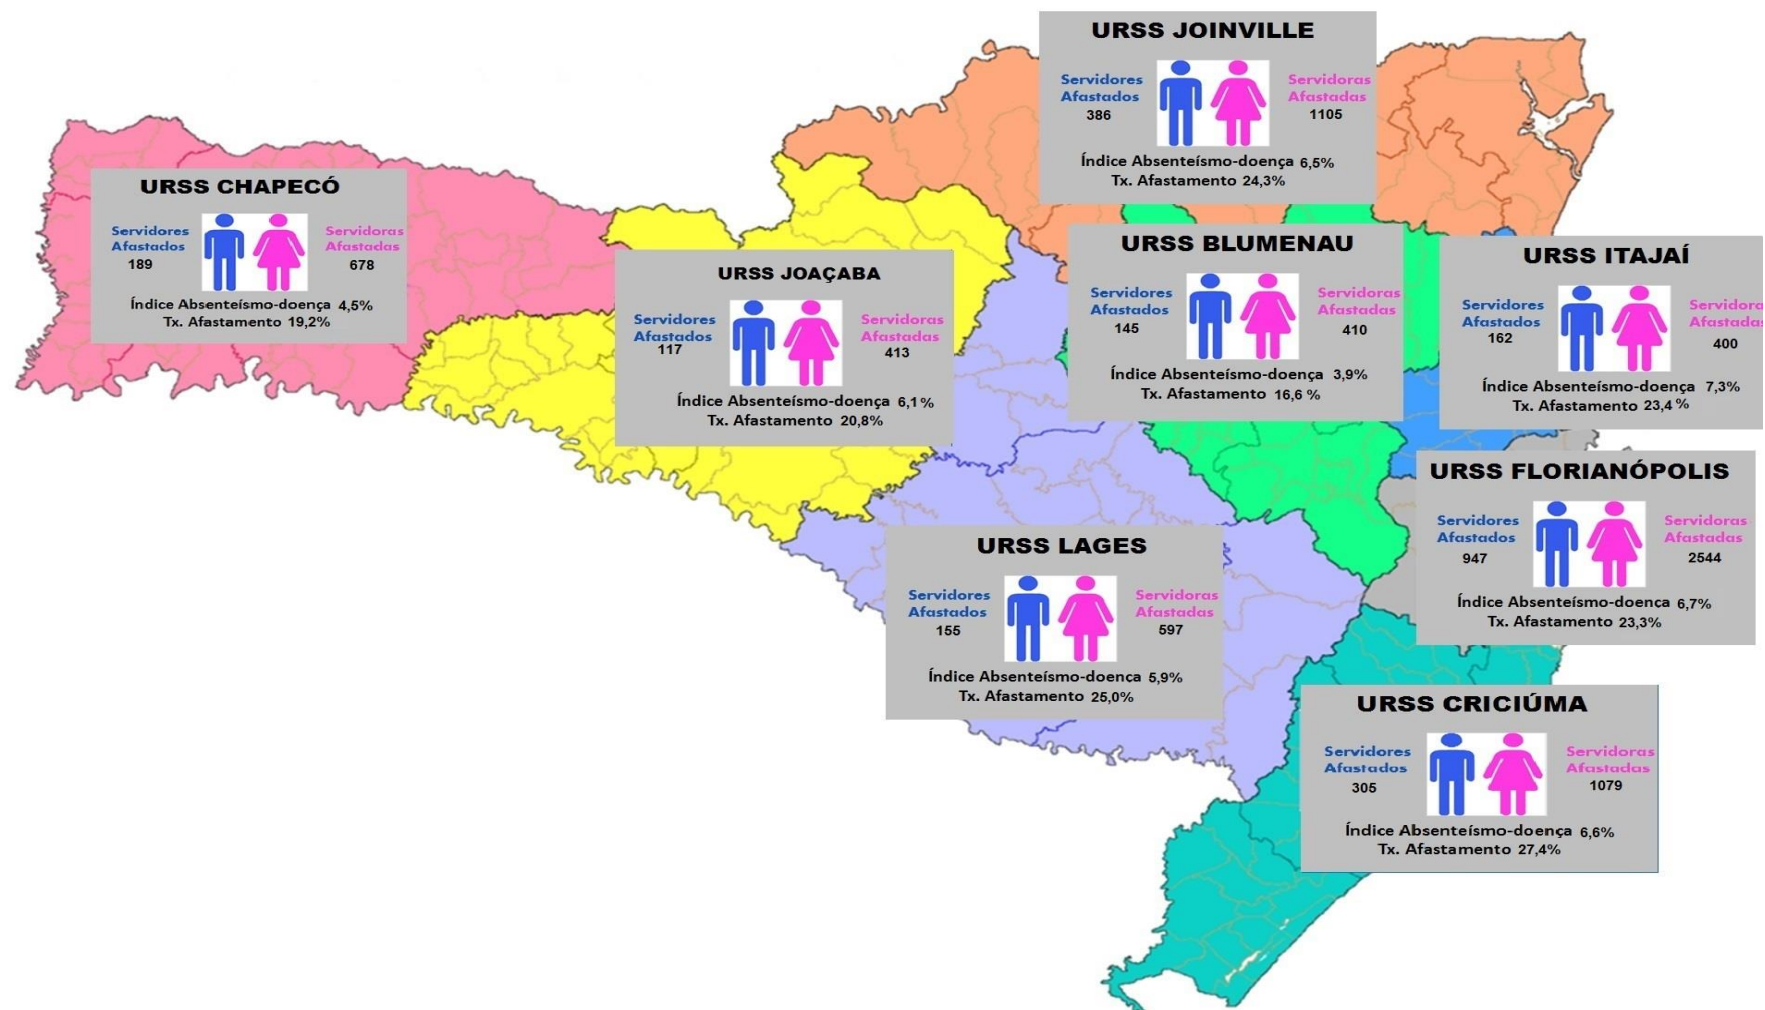 URSS JOINVILLE
Servidores
Afastados
386
Servidoras
Afastadas
1105
Índice Absenteísmo-doença 6,5%
Tx. Afastamento 24,3%
URSS CHAPECÓ
Servidores
Afastados
189
Servidoras
Afastadas
678
Índice Absenteísmo-doença 4,5%
Tx. Afastamento 19,2%
URSS JOAÇABA
Servidores
Afastados
117
Servidoras
Afastadas
413
Índice Absenteísmo-doença 6,1%
Tx. Afastamento 20,8%
URSS BLUMENAU
Servidores
Afastados
145
Servidoras
Afastadas
410
Índice Absenteísmo-doença 3,9%
Tx. Afastamento 16,6 %
URSS ITAJAÍ
Servidores
Afastados
162
Servidoras
Afastadas
400
Índice Absenteísmo-doença 7,3%
Tx. Afastamento 23,4 %
URSS FLORIANÓPOLIS
Servidores
Afastados
947
Servidoras
Afastadas
2544
Índice Absenteísmo-doença 6,7%
Tx. Afastamento 23,3%
URSS LAGES
Servidores
Afastados
155
Servidoras
Afastadas
597
Índice Absenteísmo-doença 5,9%
Tx. Afastamento 25,0%
URSS CRICIÚMA
Servidores
Afastados
305
Servidoras
Afastadas
1079
Índice Absenteísmo-doença 6,6%
Tx. Afastamento 27,4%